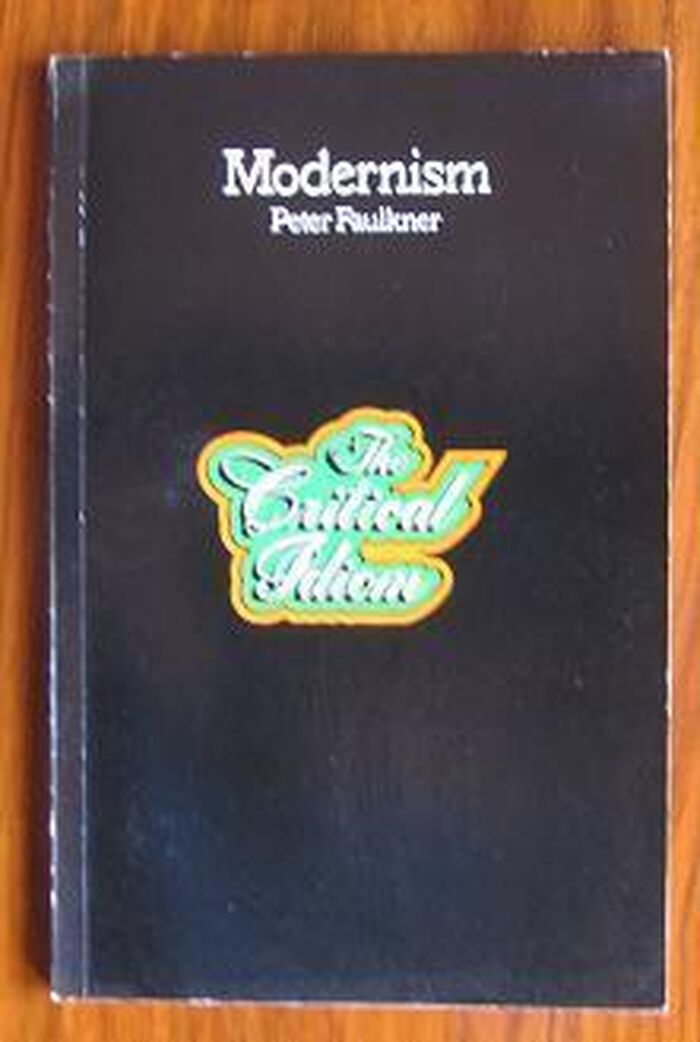 Modernism
Peter Faulkner
The
Critical
Idiom